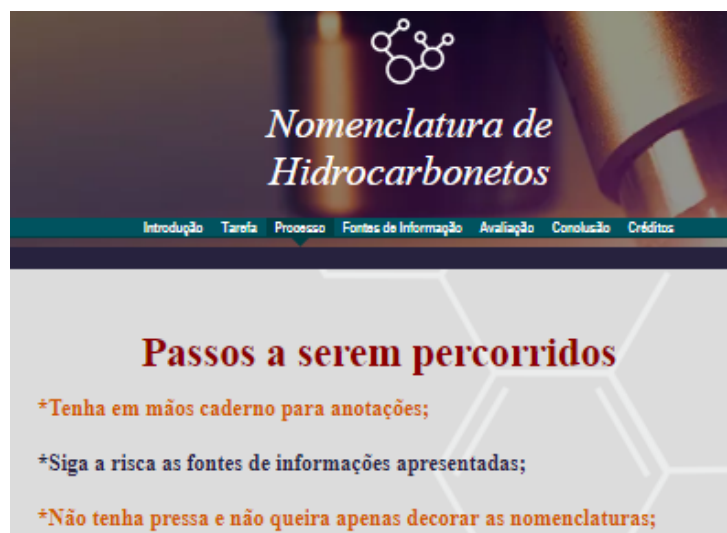 Nomenclatura de
Hidrocarbonetos
Introdução Tarefa Processo Fontes de Informação Avaliação Conclusão Créditos
Passos a serem percorridos
*Tenha em mãos caderno para anotações;
*Siga a risca as fontes de informações apresentadas;
*Não tenha pressa e não queira apenas decorar as nomenclaturas;